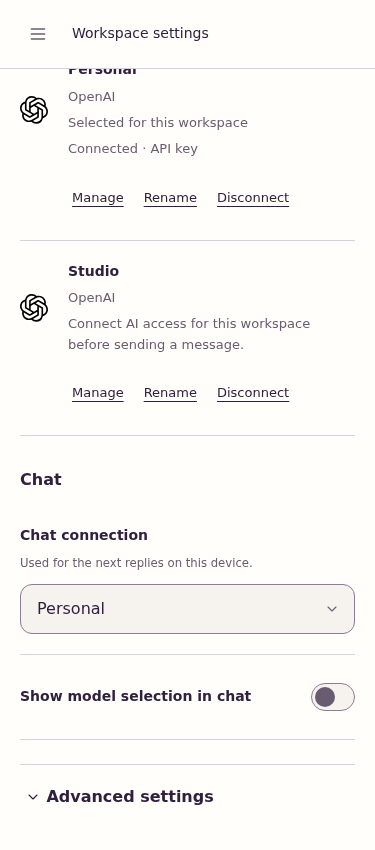 Workspace settings
Personal
OpenAI
Selected for this workspace
Connected · API key
Manage Rename Disconnect
Studio
OpenAI
Connect AI access for this workspace
before sending a message.
Manage Rename Disconnect
Chat
Chat connection
Used for the next replies on this device.
Personal
Show model selection in chat
Advanced settings